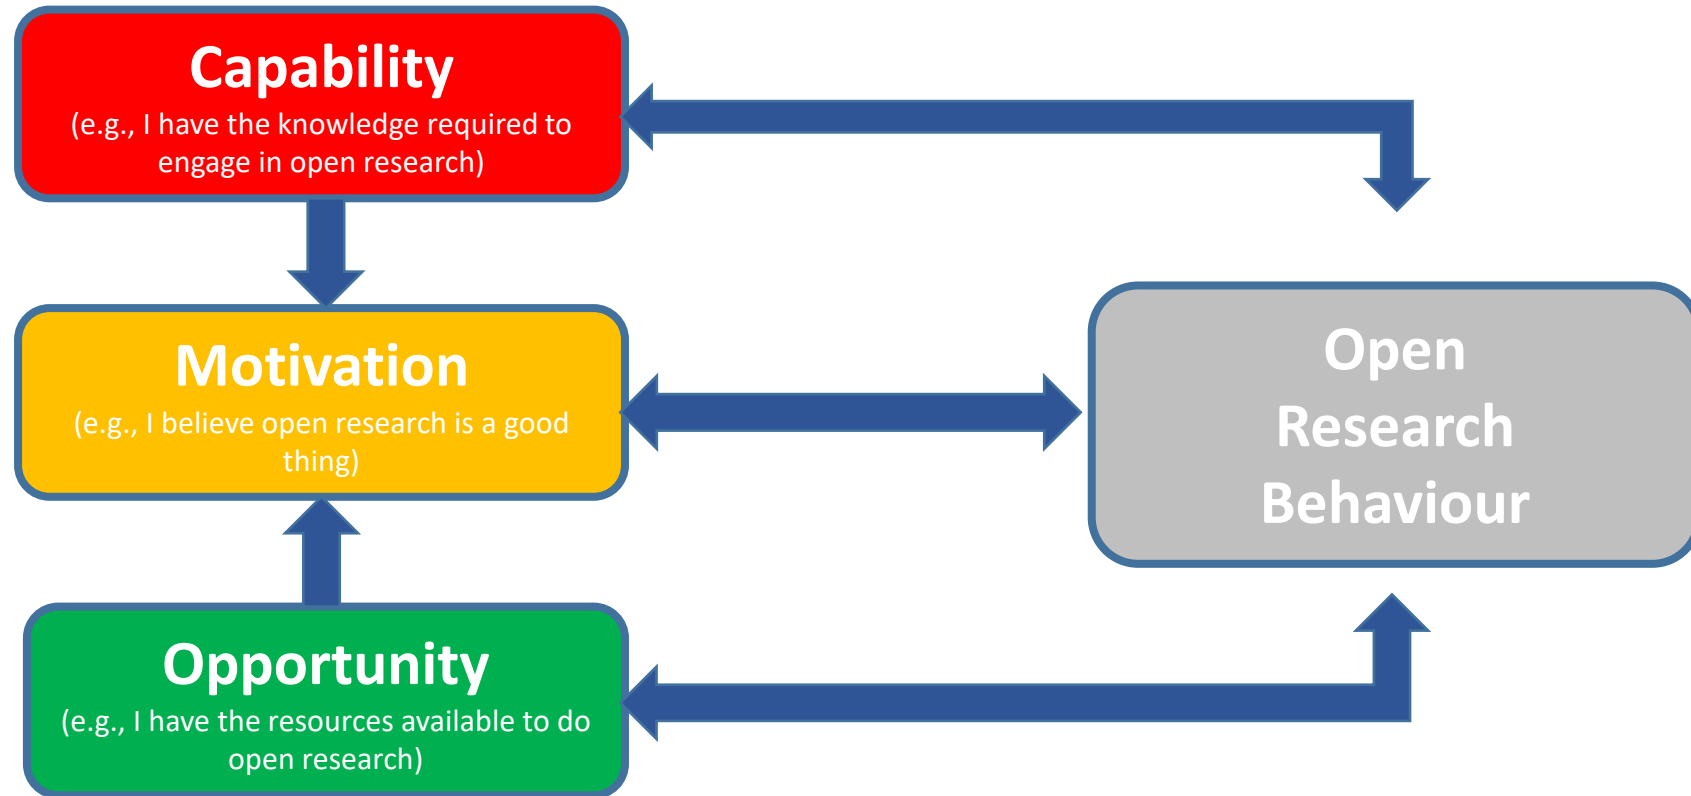 Capability
(e.g., I have the knowledge required to
engage in open research)
Motivation
(e.g., I believe open research is a good
thing)
Opportunity
(e.g., I have the resources available to do
open research)
Open
Research
Behaviour